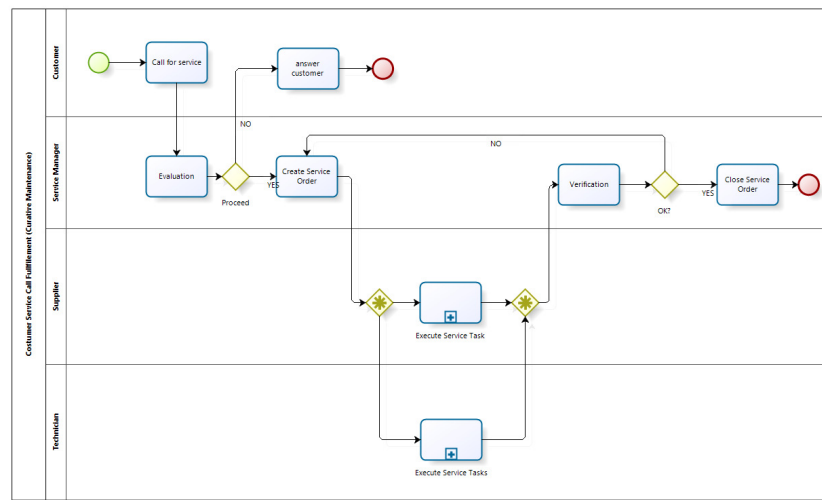 Costumer Service Call Fullfillement (Curative Maintenance)
Customer
Call for service
answer
customer
NO
Service Manager
Evaluation
Proceed
YES
Create Service
Order
NO
Verification
OK?
YES
Close Service
Order
Supplier
Execute Service Task
Technician
Execute Service Tasks